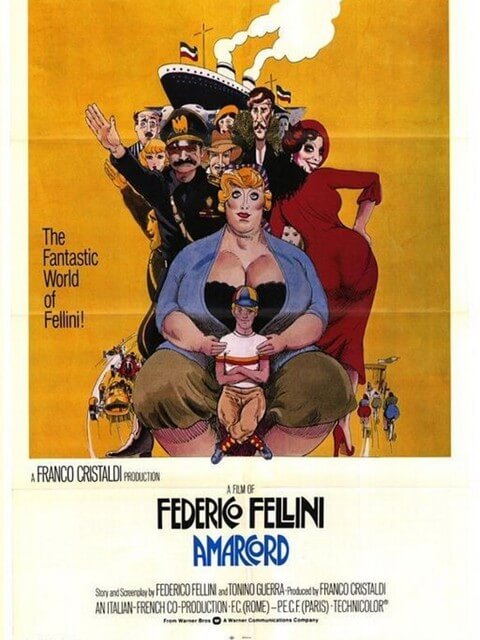 The
Fantastic
World
of
Fellini!
A FRANCO CRISTALDI PRODUCTION
A FILM OF
FEDERICO FELLINI
AMARCORD
Story and Screenplay by FEDERICO FELLINI and TONINO GUERRA · Produced by FRANCO CRISTALDI
AN ITALIAN-FRENCH CO-PRODUCTION · F.C. (ROME) – P.E.C.F. (PARIS) · TECHNICOLOR®
From Warner Bros A Warner Communications Company